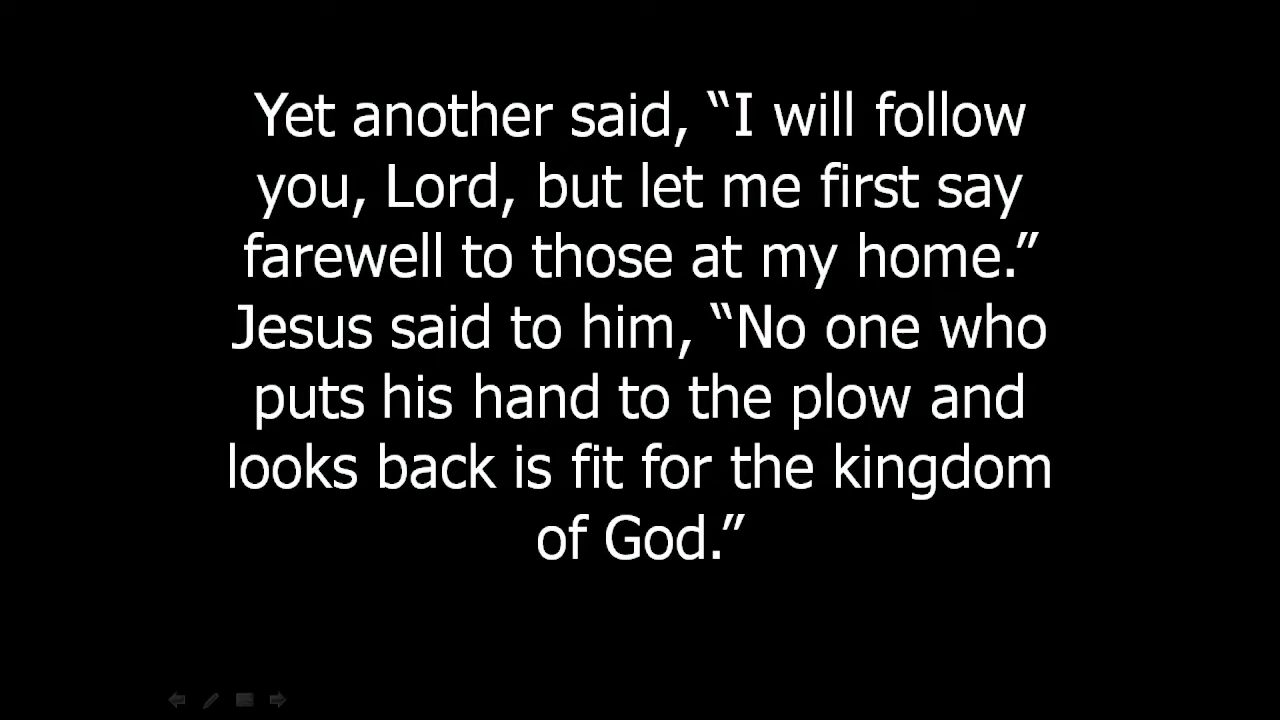 Yet another said, “I will follow
you, Lord, but let me first say
farewell to those at my home.”
Jesus said to him, “No one who
puts his hand to the plow and
looks back is fit for the kingdom
of God.”